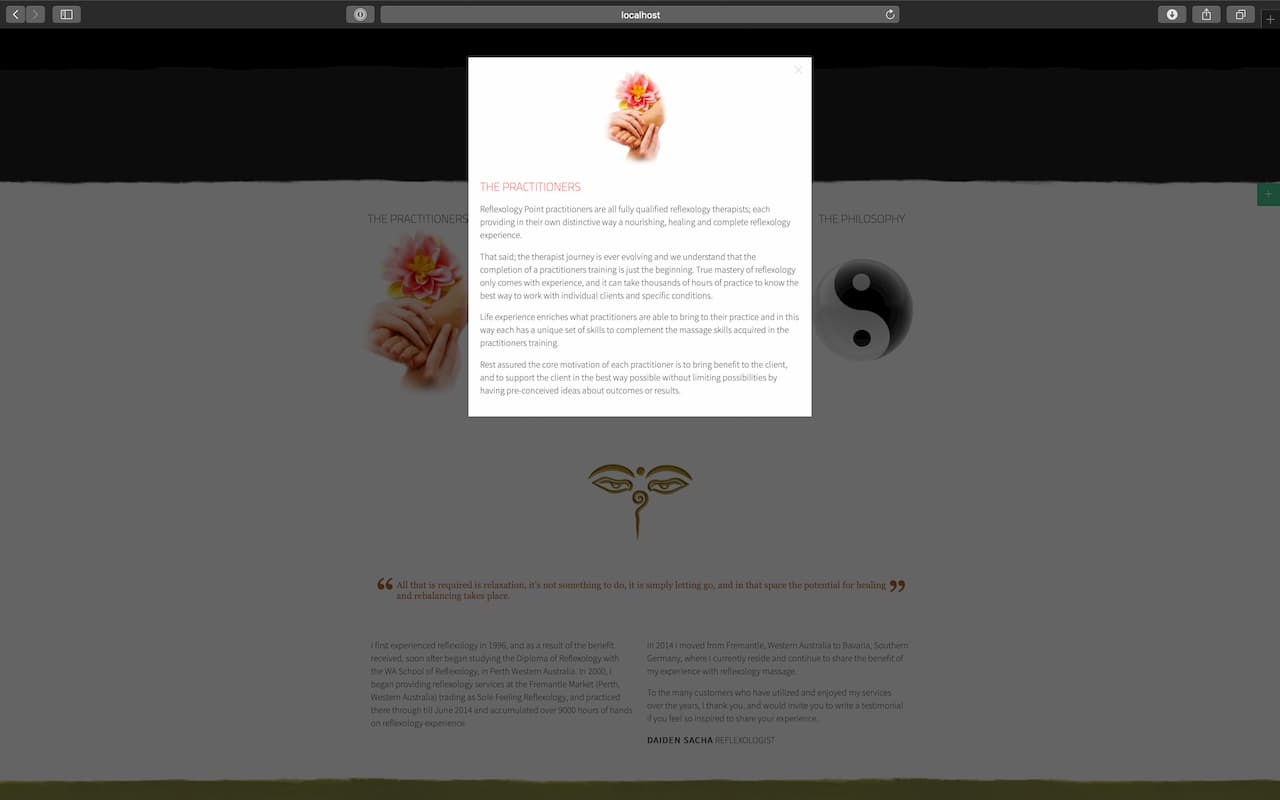 localhost
THE PRACTITIONERS
Reflexology Point practitioners are all fully qualified reflexology therapists; each
providing in their own distinctive way a nourishing, healing and complete reflexology
experience.
That said; the therapist journey is ever evolving and we understand that the
completion of a practitioners training is just the beginning. True mastery of reflexology
only comes with experience, and it can take thousands of hours of practice to know the
best way to work with individual clients and specific conditions.
Life experience enriches what practitioners are able to bring to their practice and in this
way each has a unique set of skills to complement the massage skills acquired in the
practitioners training.
Rest assured the core motivation of each practitioner is to bring benefit to the client,
and to support the client in the best way possible without limiting possibilities by
having pre-conceived ideas about outcomes or results.
THE PRACTITIONERS
THE PHILOSOPHY
❝ All that is required is relaxation, it's not something to do, it is simply letting go, and in that space the potential for healing ❞
and rebalancing takes place.
I first experienced reflexology in 1996, and as a result of the benefit
received, soon after began studying the Diploma of Reflexology with
the WA School of Reflexology, in Perth Western Australia. In 2000, I
began providing reflexology services at the Fremantle Market (Perth,
Western Australia) trading as Sole Feeling Reflexology, and practiced
there through till June 2014 and accumulated over 9000 hours of hands
on reflexology experience.
In 2014 I moved from Fremantle, Western Australia to Bavaria, Southern
Germany, where I currently reside and continue to share the benefit of
my experience with reflexology massage.
To the many customers who have utilized and enjoyed my services
over the years, I thank you, and would invite you to write a testimonial
if you feel so inspired to share your experience.
DAIDEN SACHA REFLEXOLOGIST